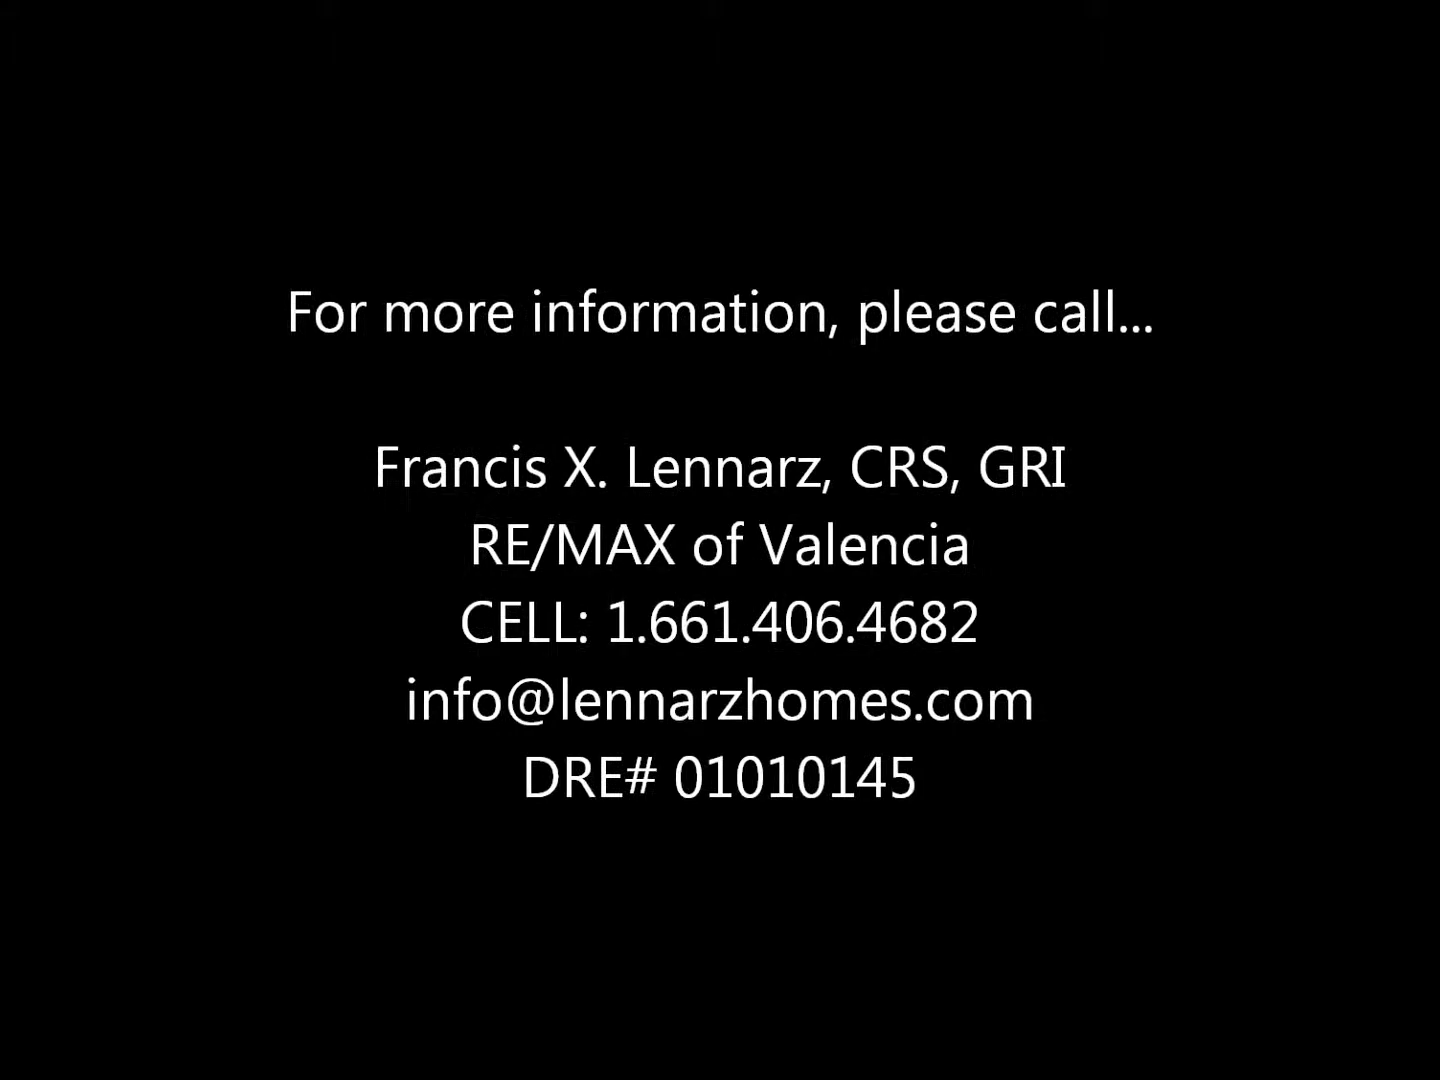 For more information, please call...
Francis X. Lennarz, CRS, GRI
RE/MAX of Valencia
CELL: 1.661.406.4682
info@lennarzhomes.com
DRE# 01010145